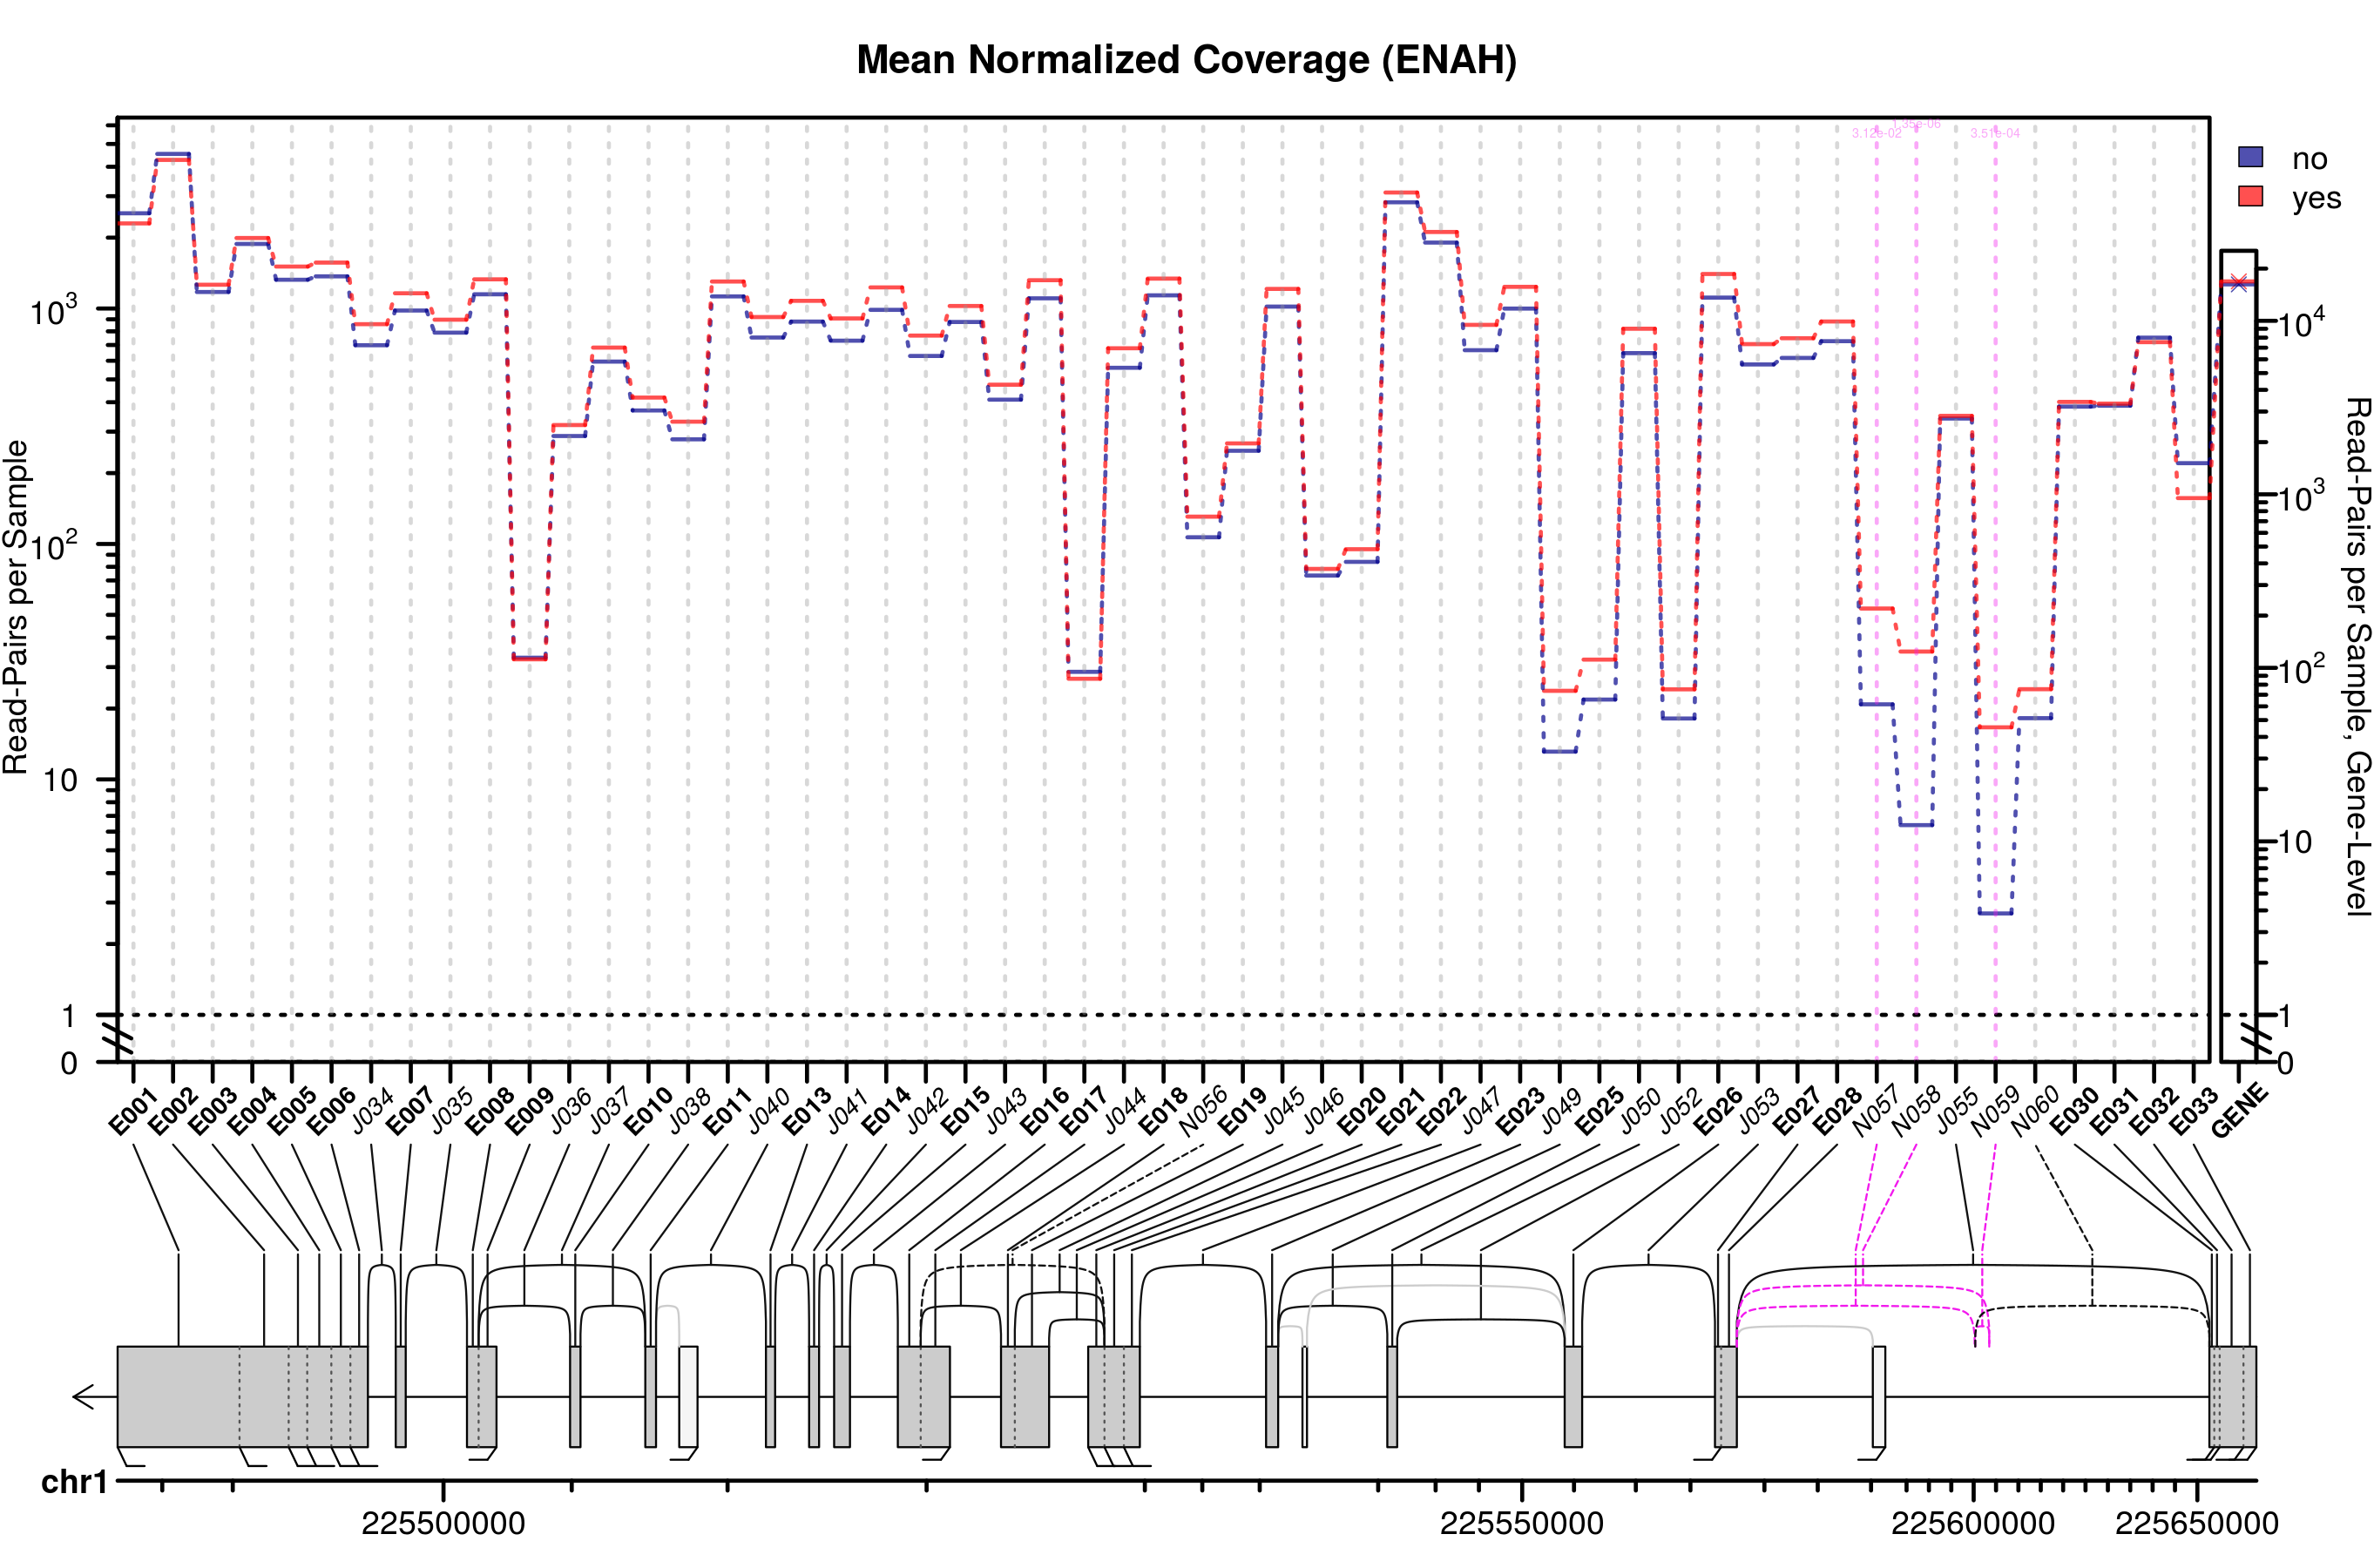 Mean Normalized Coverage (ENAH)
3.12e-02
1.35e-06
3.51e-04
no
yes
Read-Pairs per Sample
10³
10²
10
1
0
10⁴
10³
10²
10
1
0
Read-Pairs per Sample, Gene-Level
E001 E002 E003 E004 E005 E006 J034 E007 J035 E008 E009 J036 J037 E010 J038 E011 J040 E013 J041 E014 J042 E015 J043 E016 E017 J044 E018 N056 E019 J045 J046 E020 E021 E022 J047 E023 J049 E025 J050 J052 E026 J053 E027 E028 N057 N058 J055 N059 N060 E030 E031 E032 E033 GENE
chr1
225500000 225550000 225600000 225650000